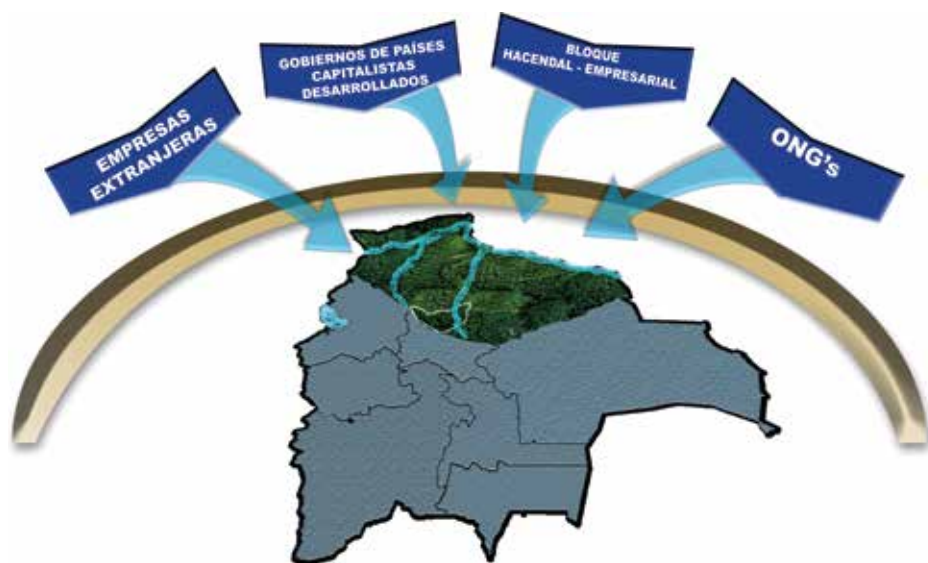 EMPRESAS
EXTRANJERAS
GOBIERNOS DE PAÍSES
CAPITALISTAS
DESARROLLADOS
BLOQUE
HACENDAL - EMPRESARIAL
ONG's